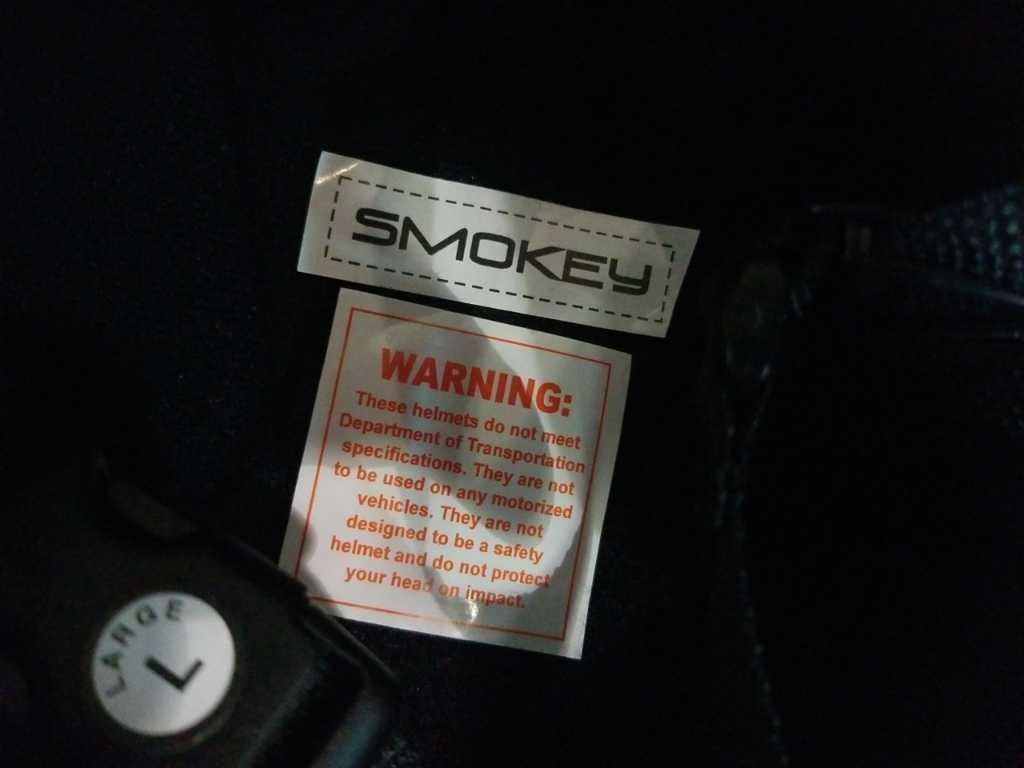 SMOKEY
WARNING:
These helmets do not meet
Department of Transportation
specifications. They are not
to be used on any motorized
vehicles. They are not
designed to be a safety
helmet and do not protect
your head on impact.
LARGE
L